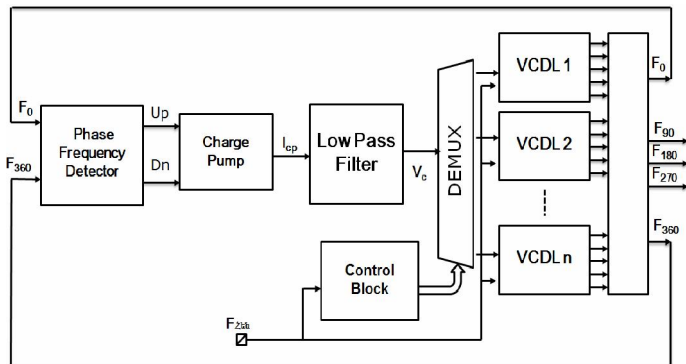 F0
F360
Phase
Frequency
Detector
Up
Dn
Charge
Pump
Icp
Low Pass
Filter
Vc
DEMUX
VCDL 1
VCDL 2
VCDL n
F0
F90
F180
F270
F360
Control
Block